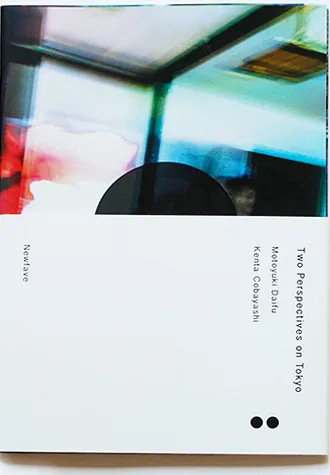 Two Perspectives on Tokyo
Motoyuki Daifu
Kenta Cobayashi
Newfave